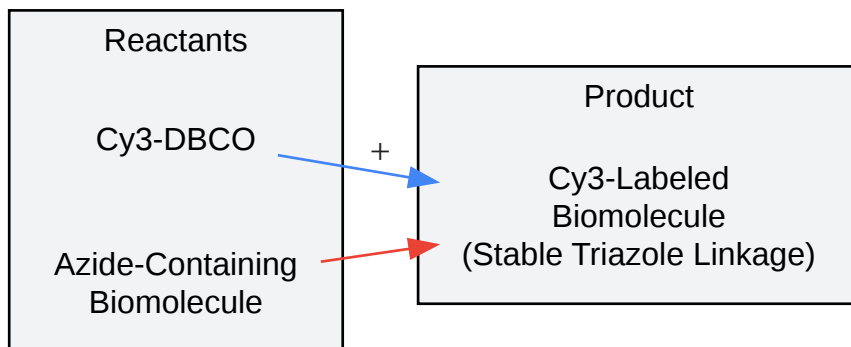 Reactants
Cy3-DBCO
Azide-Containing
Biomolecule
+
Product
Cy3-Labeled
Biomolecule
(Stable Triazole Linkage)